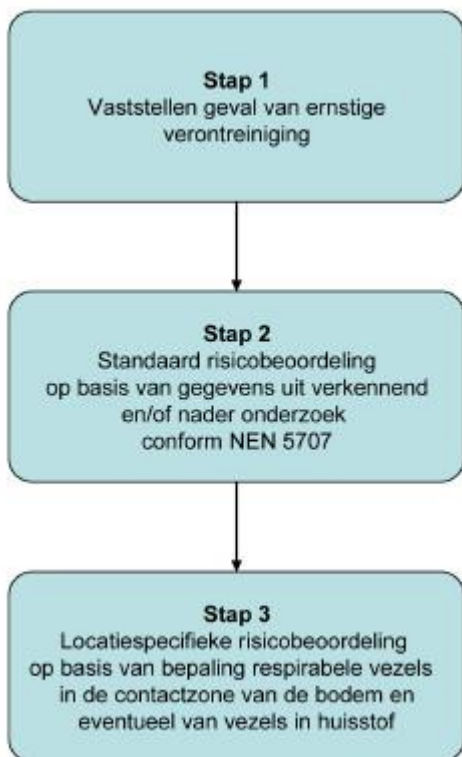 Stap 1
Vaststellen geval van ernstige
verontreiniging
Stap 2
Standaard risicobeoordeling
op basis van gegevens uit verkennend
en/of nader onderzoek
conform NEN 5707
Stap 3
Locatiespecifieke risicobeoordeling
op basis van bepaling respirabele vezels
in de contactzone van de bodem en
eventueel van vezels in huisstof